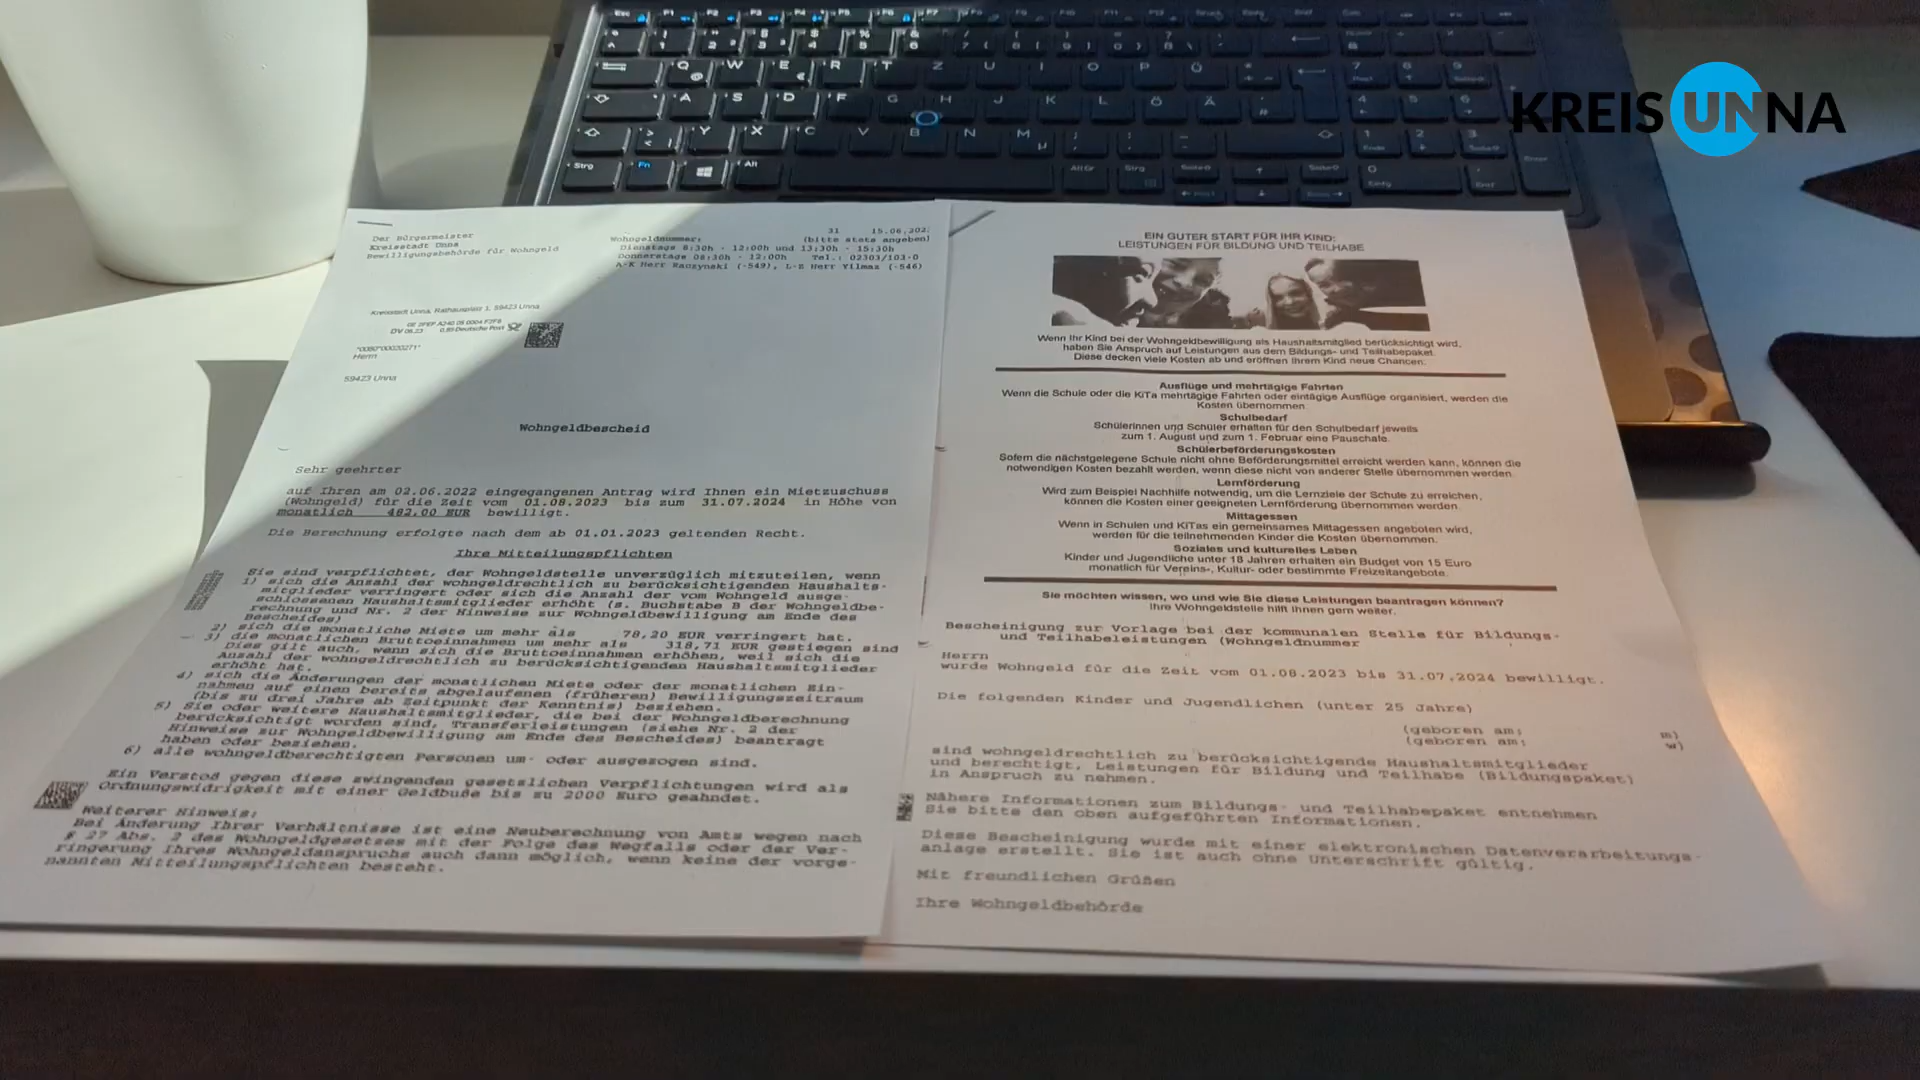 KREIS UNNA
Der Bürgermeister
Kreisstadt Unna
Bewilligungsbehörde für Wohngeld
31 15.06.202
Wohngeldnummer: (bitte stets angeben)
Dienstags 8:30h - 12:00h und 13:30h - 15:30h
Donnerstags 08:30h - 12:00h Tel.: 02303/103-0
A-K Herr Raszynski (-549), L-Z Herr Yilmaz (-546)
Kreisstadt Unna, Rathausplatz 1, 59423 Unna
DV 06.23 0,85 Deutsche Post
Herrn
59423 Unna
Wohngeldbescheid
Sehr geehrter
auf Ihren am 02.06.2022 eingegangenen Antrag wird Ihnen ein Mietzuschuss
(Wohngeld) für die Zeit vom 01.08.2023 bis zum 31.07.2024 in Höhe von
monatlich 482,00 EUR bewilligt.
Die Berechnung erfolgte nach dem ab 01.01.2023 geltenden Recht.
Ihre Mitteilungspflichten
Sie sind verpflichtet, der Wohngeldstelle unverzüglich mitzuteilen, wenn
1) sich die Anzahl der wohngeldrechtlich zu berücksichtigenden Haushalts-
mitglieder verringert oder sich die Anzahl der vom Wohngeld ausge-
schlossenen Haushaltsmitglieder erhöht (s. Buchstabe B der Wohngeldbe-
rechnung und Nr. 2 der Hinweise zur Wohngeldbewilligung am Ende des
Bescheides)
2) sich die monatliche Miete um mehr als 78,20 EUR verringert hat.
3) die monatlichen Bruttoeinnahmen um mehr als 318,71 EUR gestiegen sind
Dies gilt auch, wenn sich die Bruttoeinnahmen erhöhen, weil sich die
Anzahl der wohngeldrechtlich zu berücksichtigenden Haushaltsmitglieder
erhöht hat.
4) sich die Änderungen der monatlichen Miete oder der monatlichen Ein-
nahmen auf einen bereits abgelaufenen (früheren) Bewilligungszeitraum
(bis zu drei Jahre ab Zeitpunkt der Kenntnis) beziehen.
5) Sie oder weitere Haushaltsmitglieder, die bei der Wohngeldberechnung
berücksichtigt worden sind, Transferleistungen (siehe Nr. 2 der
Hinweise zur Wohngeldbewilligung am Ende des Bescheides) beantragt
haben oder beziehen.
6) alle wohngeldberechtigten Personen um- oder ausgezogen sind.
Ein Verstoß gegen diese zwingenden gesetzlichen Verpflichtungen wird als
Ordnungswidrigkeit mit einer Geldbuße bis zu 2000 Euro geahndet.
Weiterer Hinweis:
Bei Änderung Ihrer Verhältnisse ist eine Neuberechnung von Amts wegen nach
§ 27 Abs. 2 des Wohngeldgesetzes mit der Folge des Wegfalls oder der Ver-
ringerung Ihres Wohngeldanspruchs auch dann möglich, wenn keine der vorge-
nannten Mitteilungspflichten besteht.
EIN GUTER START FÜR IHR KIND:
LEISTUNGEN FÜR BILDUNG UND TEILHABE
Wenn Ihr Kind bei der Wohngeldbewilligung als Haushaltsmitglied berücksichtigt wird,
haben Sie Anspruch auf Leistungen aus dem Bildungs- und Teilhabepaket.
Diese decken viele Kosten ab und eröffnen Ihrem Kind neue Chancen:
Ausflüge und mehrtägige Fahrten
Wenn die Schule oder die KiTa mehrtägige Fahrten oder eintägige Ausflüge organisiert, werden die
Kosten übernommen.
Schulbedarf
Schülerinnen und Schüler erhalten für den Schulbedarf jeweils
zum 1. August und zum 1. Februar eine Pauschale.
Schülerbeförderungskosten
Sofern die nächstgelegene Schule nicht ohne Beförderungsmittel erreicht werden kann, können die
notwendigen Kosten bezahlt werden, wenn diese nicht von anderer Stelle übernommen werden.
Lernförderung
Wird zum Beispiel Nachhilfe notwendig, um die Lernziele der Schule zu erreichen,
können die Kosten einer geeigneten Lernförderung übernommen werden.
Mittagessen
Wenn in Schulen und KiTas ein gemeinsames Mittagessen angeboten wird,
werden für die teilnehmenden Kinder die Kosten übernommen.
Soziales und kulturelles Leben
Kinder und Jugendliche unter 18 Jahren erhalten ein Budget von 15 Euro
monatlich für Vereins-, Kultur- oder bestimmte Freizeitangebote.
Sie möchten wissen, wo und wie Sie diese Leistungen beantragen können?
Ihre Wohngeldstelle hilft Ihnen gern weiter.
Bescheinigung zur Vorlage bei der kommunalen Stelle für Bildungs-
und Teilhabeleistungen (Wohngeldnummer
Herrn
wurde Wohngeld für die Zeit vom 01.08.2023 bis 31.07.2024 bewilligt.
Die folgenden Kinder und Jugendlichen (unter 25 Jahre)
(geboren am: m)
(geboren am: w)
sind wohngeldrechtlich zu berücksichtigende Haushaltsmitglieder
und berechtigt, Leistungen für Bildung und Teilhabe (Bildungspaket)
in Anspruch zu nehmen.
Nähere Informationen zum Bildungs- und Teilhabepaket entnehmen
Sie bitte den oben aufgeführten Informationen.
Diese Bescheinigung wurde mit einer elektronischen Datenverarbeitungs-
anlage erstellt. Sie ist auch ohne Unterschrift gültig.
Mit freundlichen Grüßen
Ihre Wohngeldbehörde